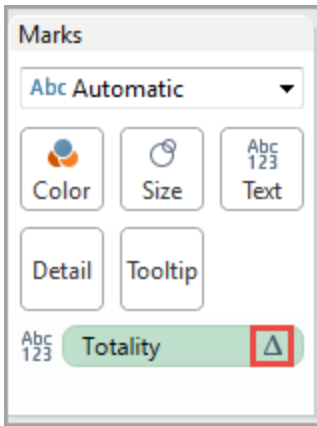 Marks
Abc Automatic
Abc
123
Color Size Text
Detail Tooltip
Abc
123 Totality Δ